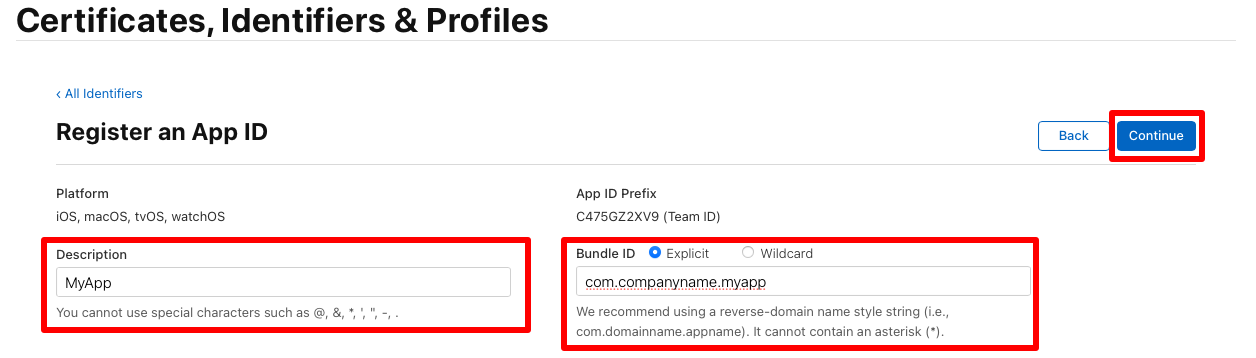 Certificates, Identifiers & Profiles
‹ All Identifiers
Register an App ID
Back
Continue
Platform
iOS, macOS, tvOS, watchOS
App ID Prefix
C475GZ2XV9 (Team ID)
Description
MyApp
You cannot use special characters such as @, &, *, ', ", -, .
Bundle ID Explicit Wildcard
com.companyname.myapp
We recommend using a reverse-domain name style string (i.e.,
com.domainname.appname). It cannot contain an asterisk (*).